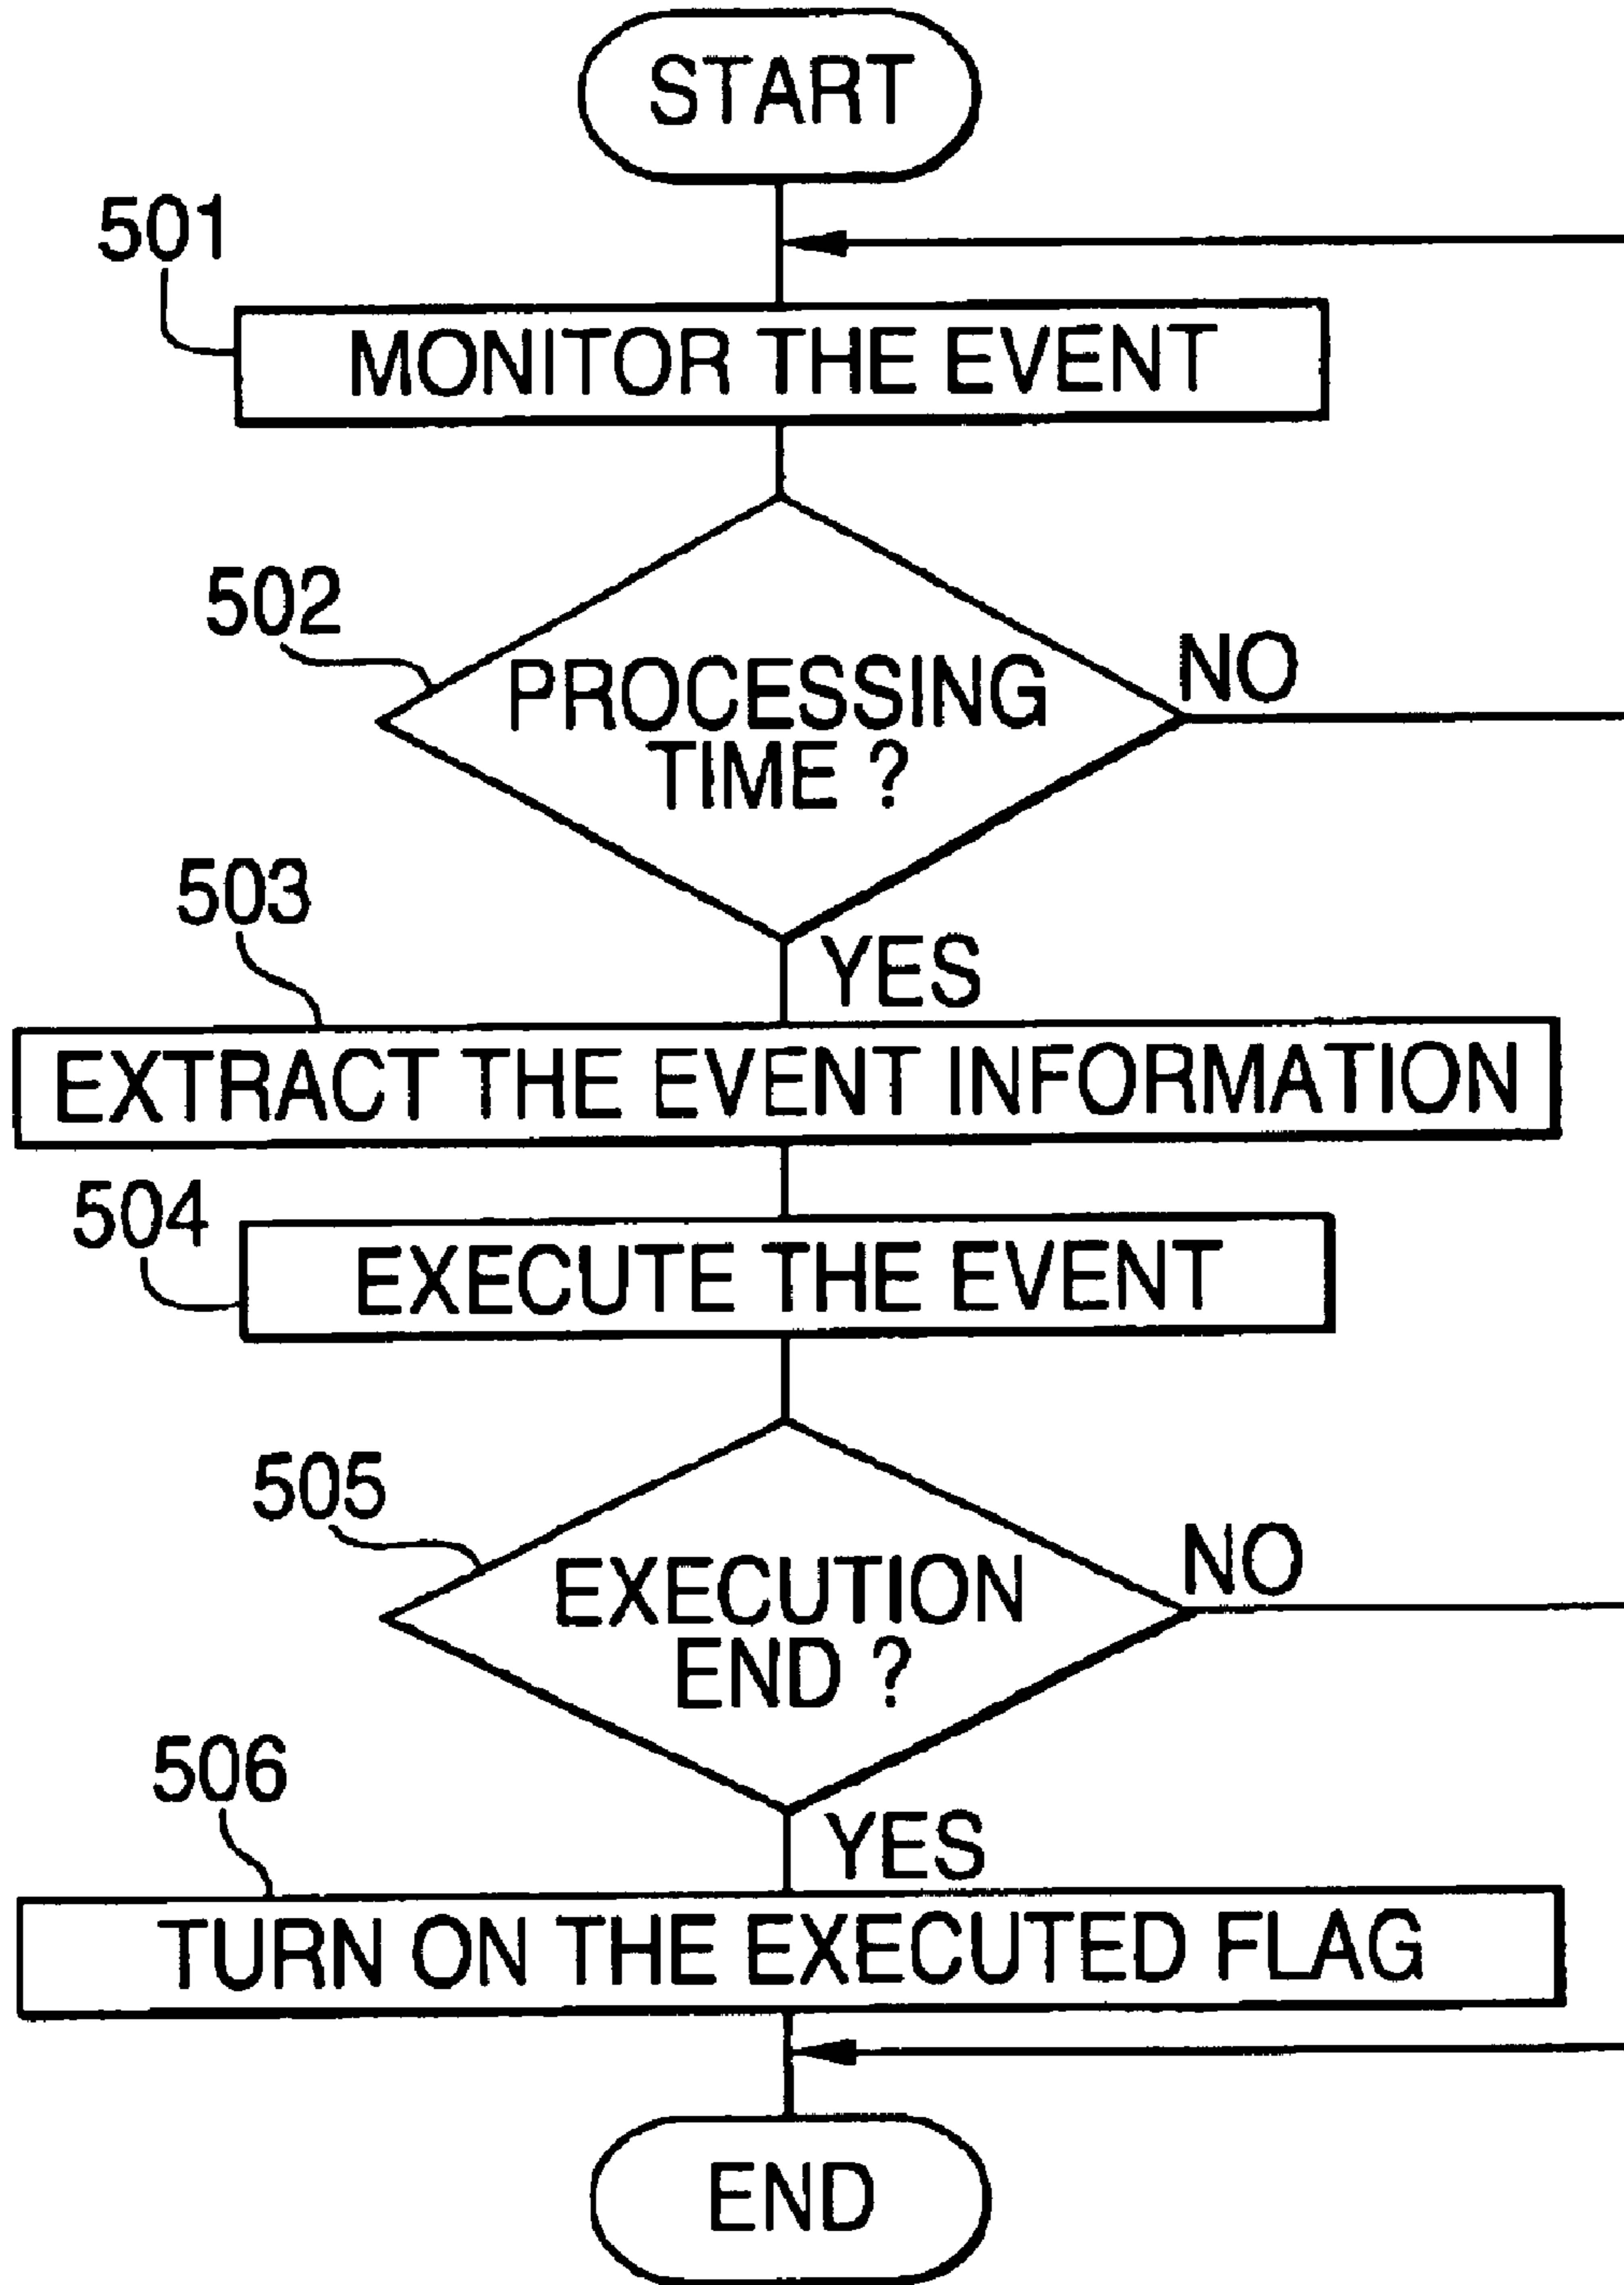 START
501
MONITOR THE EVENT
502
PROCESSING
TIME ?
NO
YES
503
EXTRACT THE EVENT INFORMATION
504
EXECUTE THE EVENT
505
EXECUTION
END ?
NO
YES
506
TURN ON THE EXECUTED FLAG
END